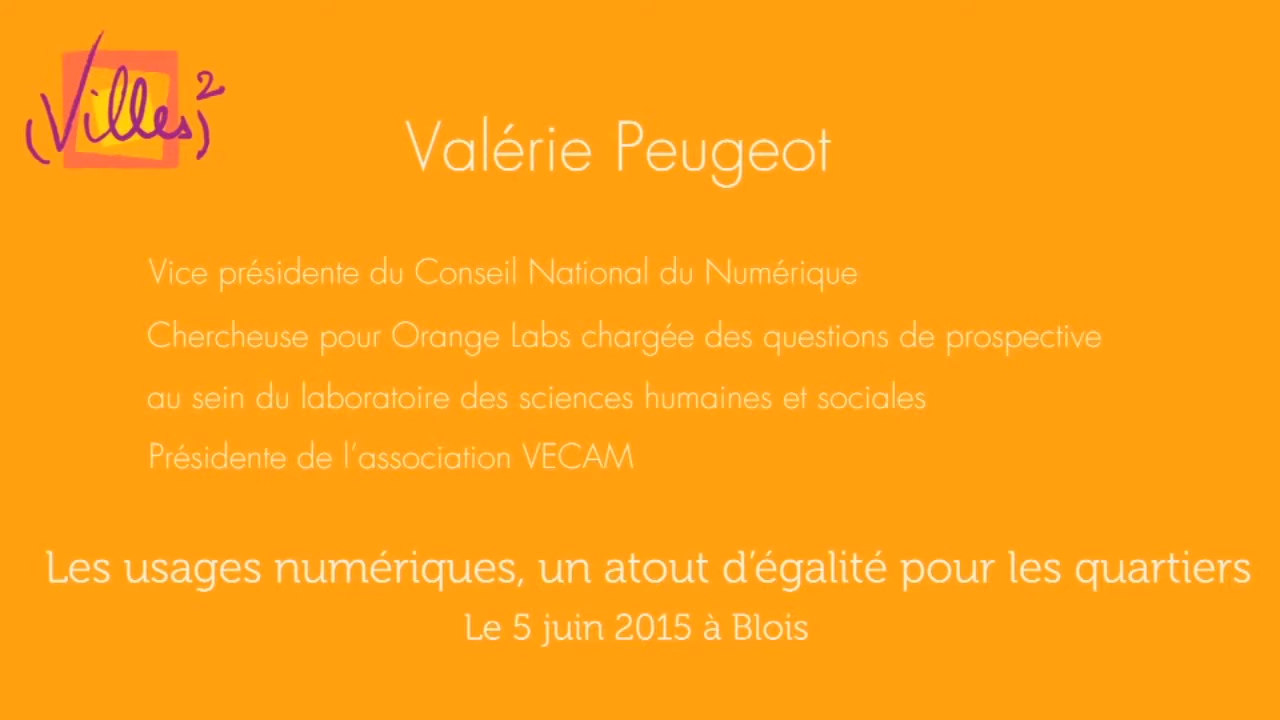 (Villes)²
Valérie Peugeot
Vice présidente du Conseil National du Numérique
Chercheuse pour Orange Labs chargée des questions de prospective
au sein du laboratoire des sciences humaines et sociales
Présidente de l'association VECAM
Les usages numériques, un atout d'égalité pour les quartiers
Le 5 juin 2015 à Blois